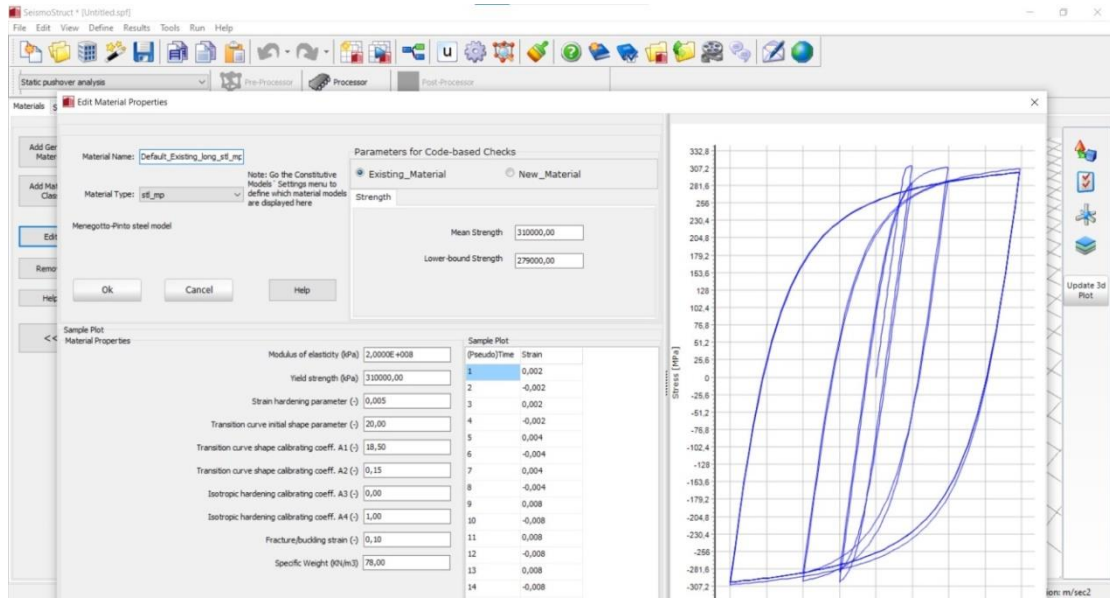 SeismoStruct * [Untitled.spf]
File Edit View Define Results Tools Run Help
Static pushover analysis
Pre-Processor
Processor
Post-Processor
Materials
Edit Material Properties
Add Ger
Mater
Add Mat
Clas
Edit
Remo
Help
<<
Material Name: Default_Existing_long_stl_mp
Material Type: stl_mp
Note: Go the Constitutive
Models` Settings menu to
define which material models
are displayed here
Menegotto-Pinto steel model
Ok
Cancel
Help
Parameters for Code-based Checks
Existing_Material
New_Material
Strength
Mean Strength 310000,00
Lower-bound Strength 279000,00
Sample Plot
Material Properties
Modulus of elasticity (kPa) 2,0000E+008
Yield strength (kPa) 310000,00
Strain hardening parameter (-) 0,005
Transition curve initial shape parameter (-) 20,00
Transition curve shape calibrating coeff. A1 (-) 18,50
Transition curve shape calibrating coeff. A2 (-) 0,15
Isotropic hardening calibrating coeff. A3 (-) 0,00
Isotropic hardening calibrating coeff. A4 (-) 1,00
Fracture/buckling strain (-) 0,10
Specific Weight (KN/m3) 78,00
Sample Plot
(Pseudo)Time Strain
1 0,002
2 -0,002
3 0,002
4 -0,002
5 0,004
6 -0,004
7 0,004
8 -0,004
9 0,008
10 -0,008
11 0,008
12 -0,008
13 0,008
14 -0,008
Stress [MPa]
332,8
307,2
281,6
256
230,4
204,8
179,2
153,6
128
102,4
76,8
51,2
25,6
0
-25,6
-51,2
-76,8
-102,4
-128
-153,6
-179,2
-204,8
-230,4
-256
-281,6
-307,2
Update 3d
Plot
ion: m/sec2